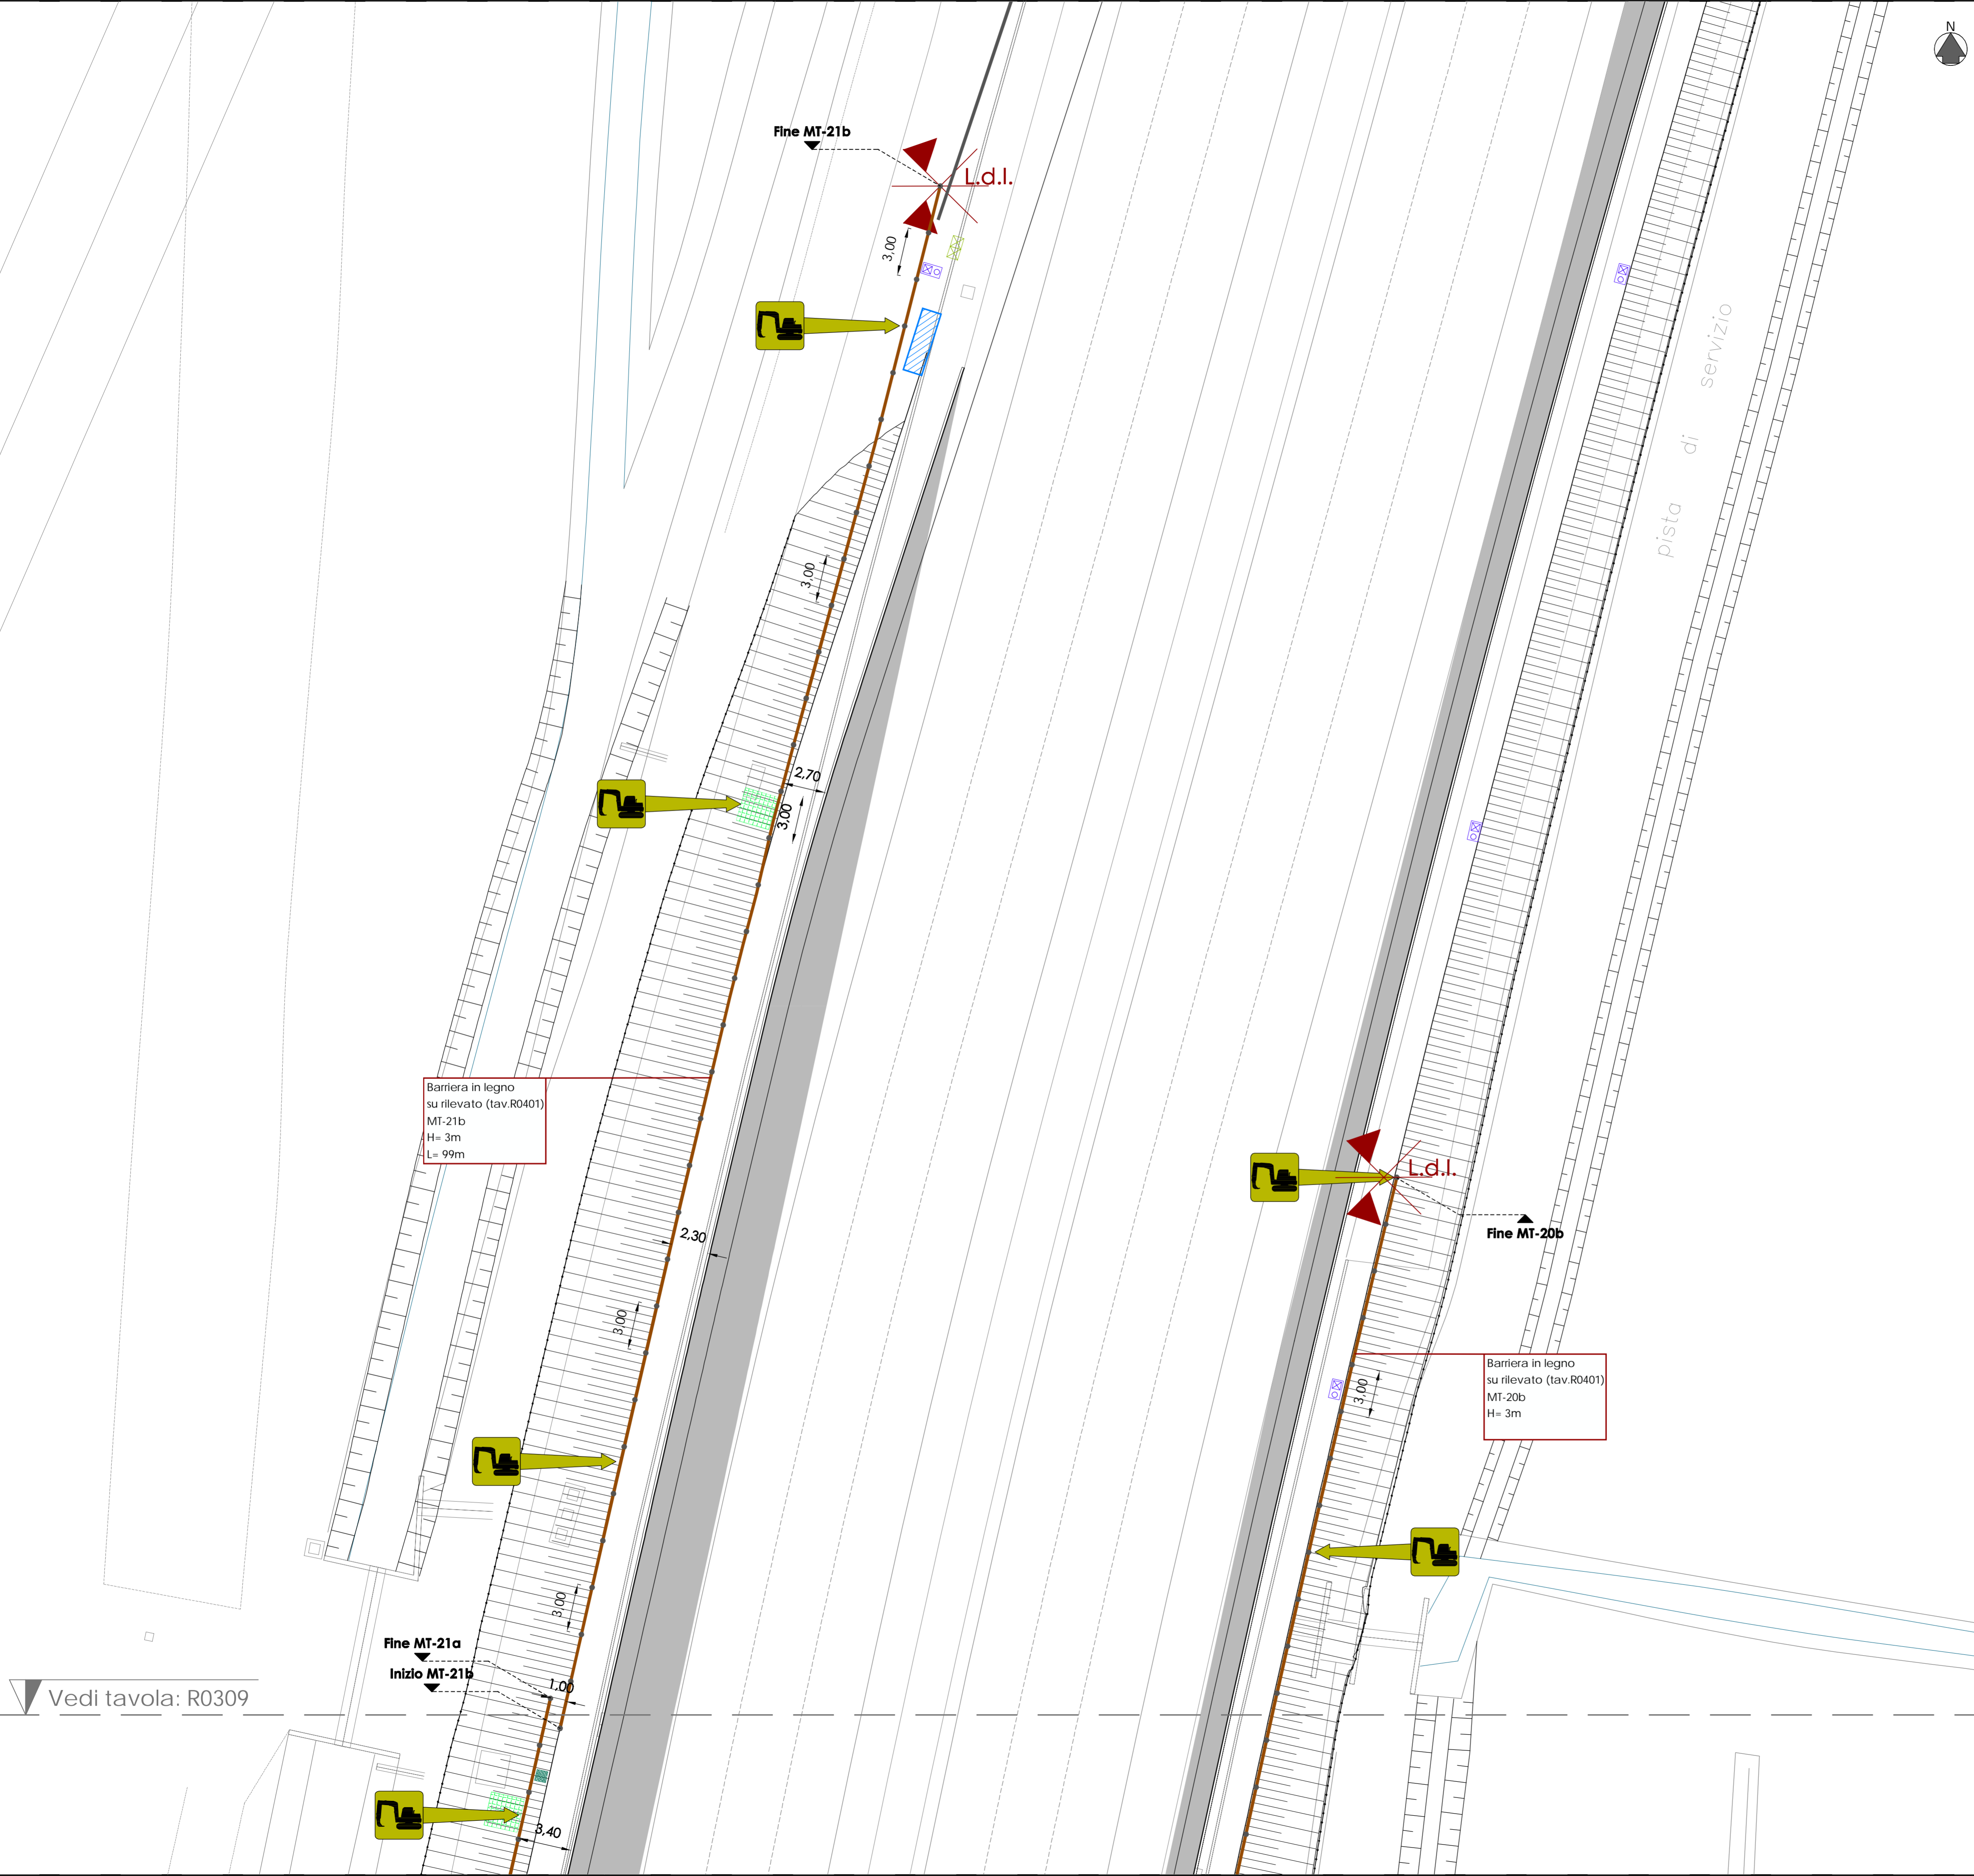 N
Fine MT-21b
L.d.l.
3,00
pista di servizio
3,00
2,70
3,00
Barriera in legno
su rilevato (tav.R0401)
MT-21b
H= 3m
L= 99m
L.d.l.
Fine MT-20b
2,30
3,00
Barriera in legno
su rilevato (tav.R0401)
MT-20b
H= 3m
3,00
3,00
Fine MT-21a
Inizio MT-21b
1,00
Vedi tavola: R0309
3,40